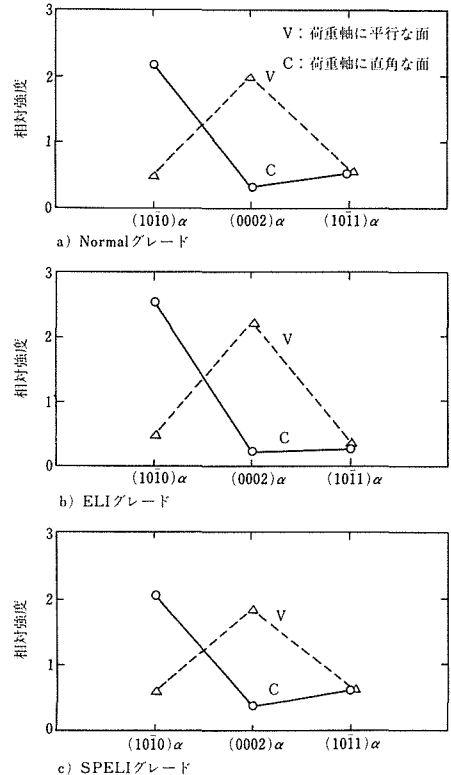 3
V：荷重軸に平行な面
C：荷重軸に直角な面
2
V
相対強度
1
C
0
(101̄0)α
(0002)α
(101̄1)α
a) Normalグレード
3
2
V
相対強度
1
C
0
(101̄0)α
(0002)α
(101̄1)α
b) ELIグレード
3
2
V
相対強度
1
C
0
(101̄0)α
(0002)α
(101̄1)α
c) SPELIグレード